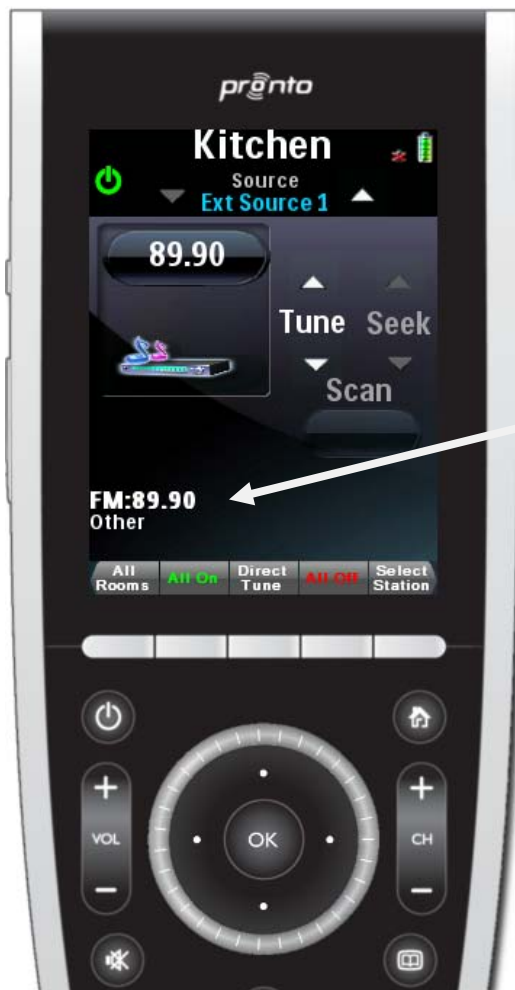 pronto
Kitchen
Source
Ext Source 1
89.90
Tune Seek
Scan
FM:89.90
Other
All Rooms All On Direct Tune All Off Select Station
+ +
VOL OK CH
- -